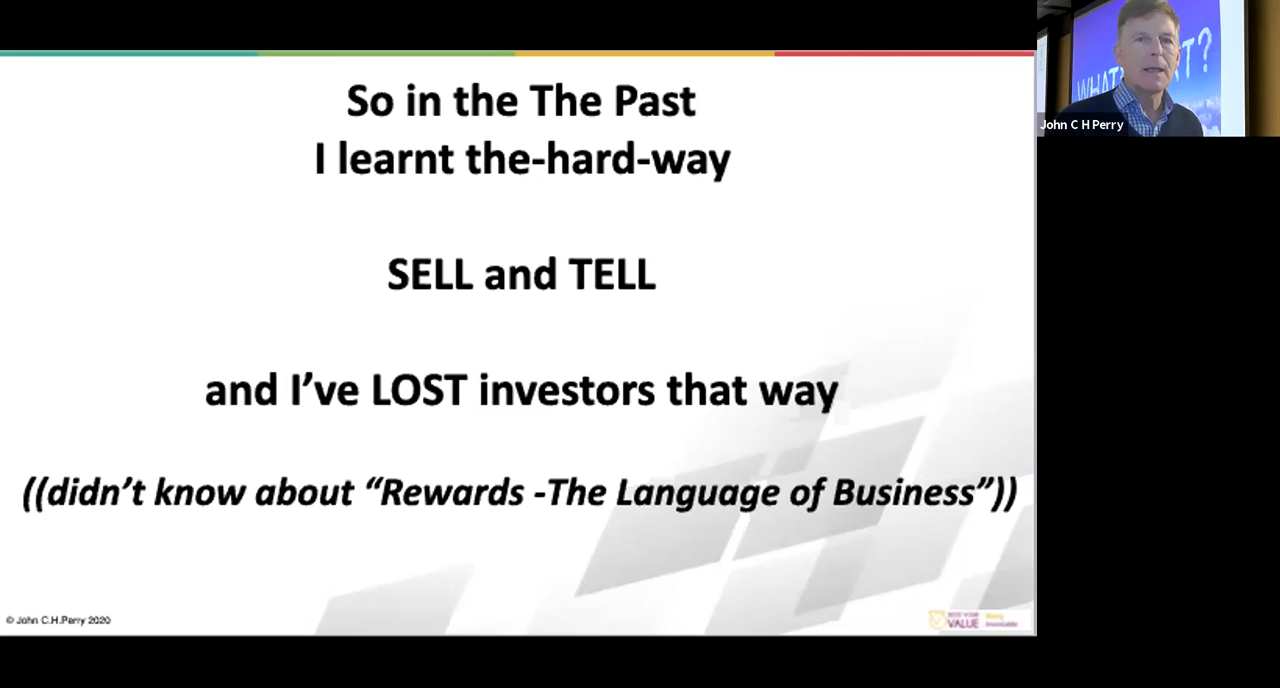 So in the The Past
I learnt the-hard-way
SELL and TELL
and I’ve LOST investors that way
((didn’t know about “Rewards -The Language of Business”))
© John C.H.Perry 2020
VALUE
John C H Perry